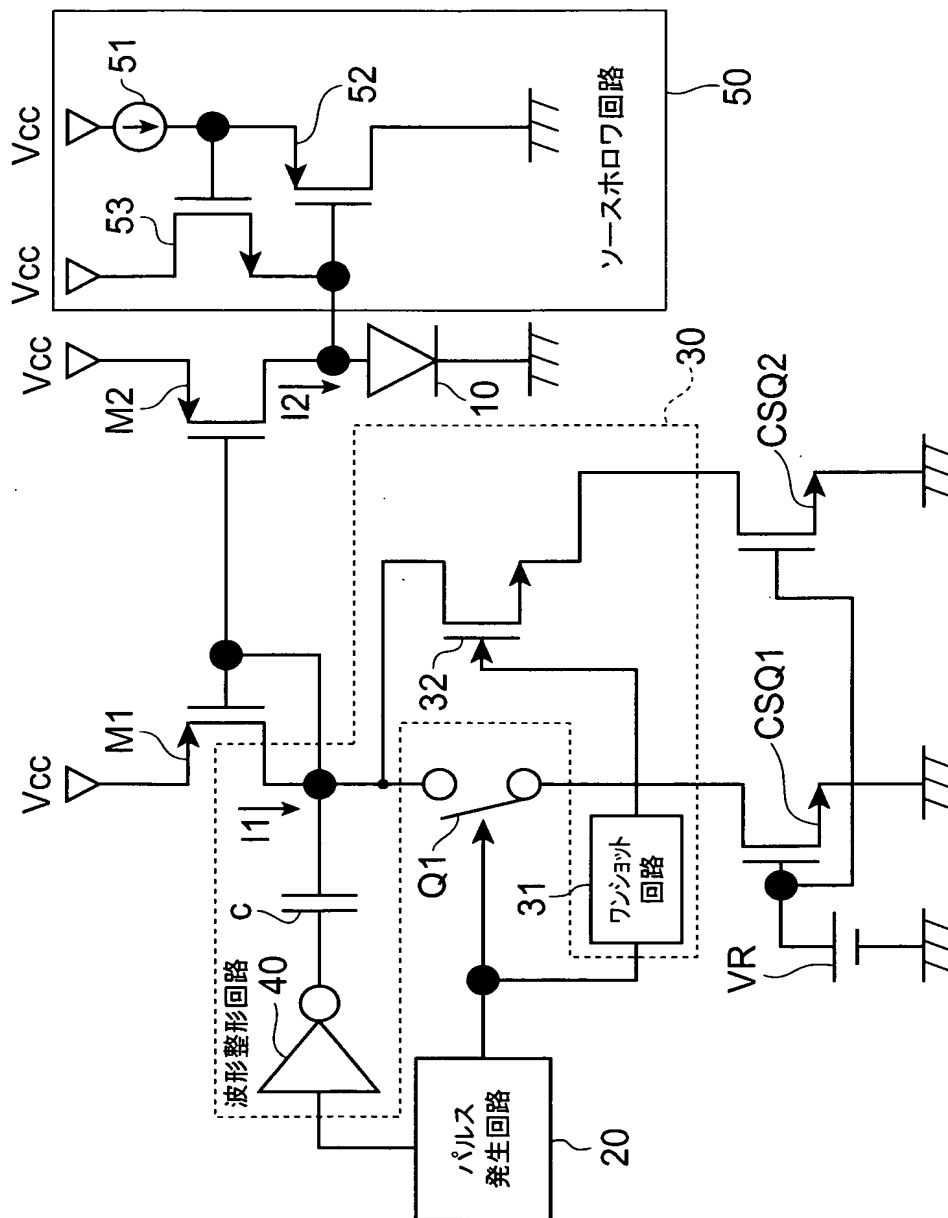 Vcc
Vcc
Vcc
Vcc
M1
M2
53
51
52
I1
I2
10
ソースホロワ回路
50
波形整形回路
40
c
Q1
32
30
31
ワンショット
回路
パルス
発生回路
20
VR
CSQ1
CSQ2